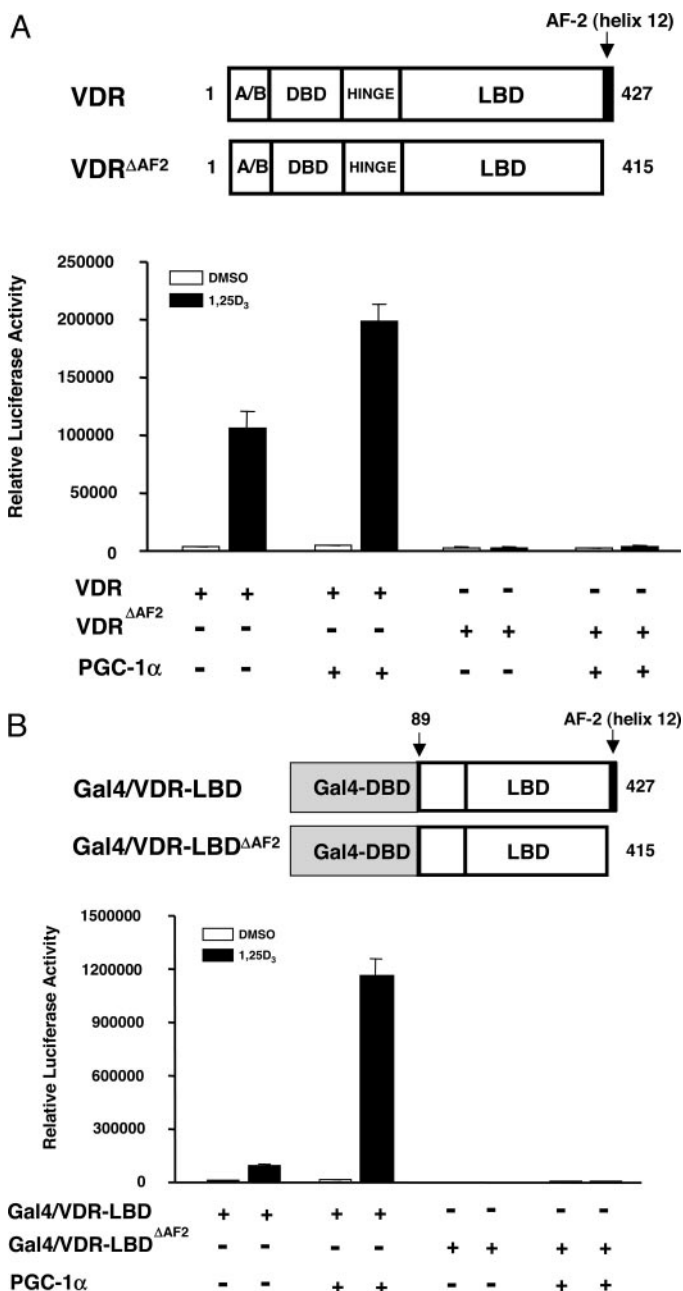 A
AF-2 (helix 12)
VDR 1 A/B DBD HINGE LBD 427
VDR^ΔAF2 1 A/B DBD HINGE LBD 415
Relative Luciferase Activity
250000
200000
150000
100000
50000
0
DMSO
1,25D₃
VDR + + + + - - - -
VDR^ΔAF2 - - - - + + + +
PGC-1α - - + + - - + +
B
89 AF-2 (helix 12)
Gal4/VDR-LBD Gal4-DBD LBD 427
Gal4/VDR-LBD^ΔAF2 Gal4-DBD LBD 415
Relative Luciferase Activity
1500000
1200000
900000
600000
300000
0
DMSO
1,25D₃
Gal4/VDR-LBD + + + + - - - -
Gal4/VDR-LBD^ΔAF2 - - - - + + + +
PGC-1α - - + + - - + +